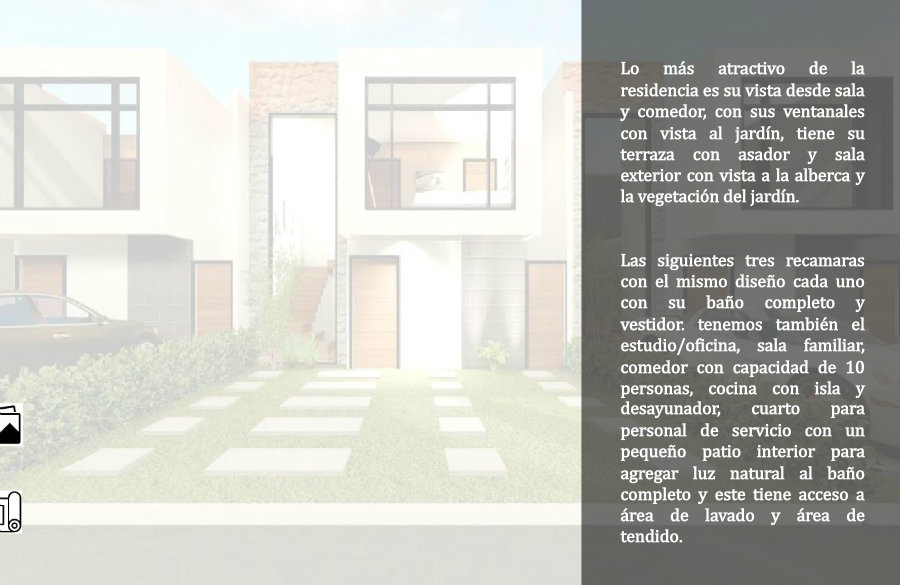 Lo más atractivo de la
residencia es su vista desde sala
y comedor, con sus ventanales
con vista al jardín, tiene su
terraza con asador y sala
exterior con vista a la alberca y
la vegetación del jardín.
Las siguientes tres recamaras
con el mismo diseño cada uno
con su baño completo y
vestidor. tenemos también el
estudio/oficina, sala familiar,
comedor con capacidad de 10
personas, cocina con isla y
desayunador, cuarto para
personal de servicio con un
pequeño patio interior para
agregar luz natural al baño
completo y este tiene acceso a
área de lavado y área de
tendido.